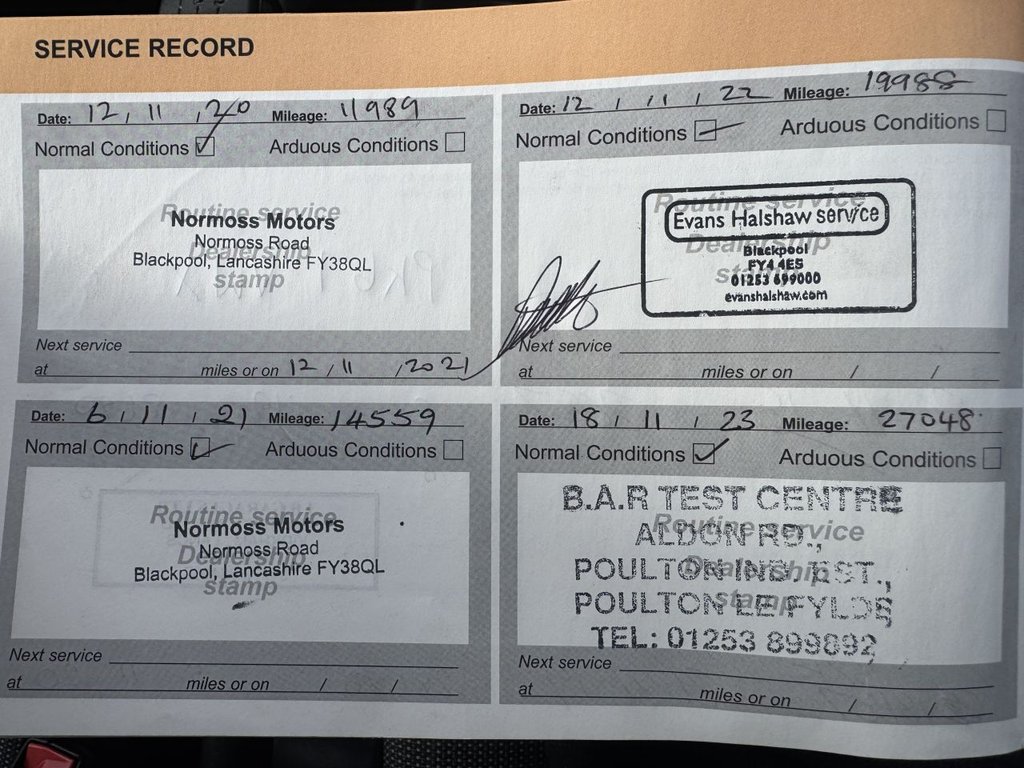 SERVICE RECORD
Date: 12 / 11 / 20 Mileage: 11989
Normal Conditions Arduous Conditions
Routine service
Dealership
stamp
Normoss Motors
Normoss Road
Blackpool, Lancashire FY38QL
Next service
at miles or on 12 / 11 / 2021
Date: 6 / 11 / 21 Mileage: 14559
Normal Conditions Arduous Conditions
Routine service
Dealership
stamp
Normoss Motors
Normoss Road
Blackpool, Lancashire FY38QL
Next service
at miles or on / /
Date: 12 / 11 / 22 Mileage: 19988
Normal Conditions Arduous Conditions
Routine service
Dealership
stamp
Evans Halshaw service
Blackpool
FY4 4ES
01253 699000
evanshalshaw.com
Next service
at miles or on / /
Date: 18 / 11 / 23 Mileage: 27048
Normal Conditions Arduous Conditions
Routine service
Dealership
stamp
B.A.R TEST CENTRE
ALDON RD.,
POULTON IND. EST.,
POULTON LE FYLDE
TEL: 01253 899892
Next service
at miles or on / /